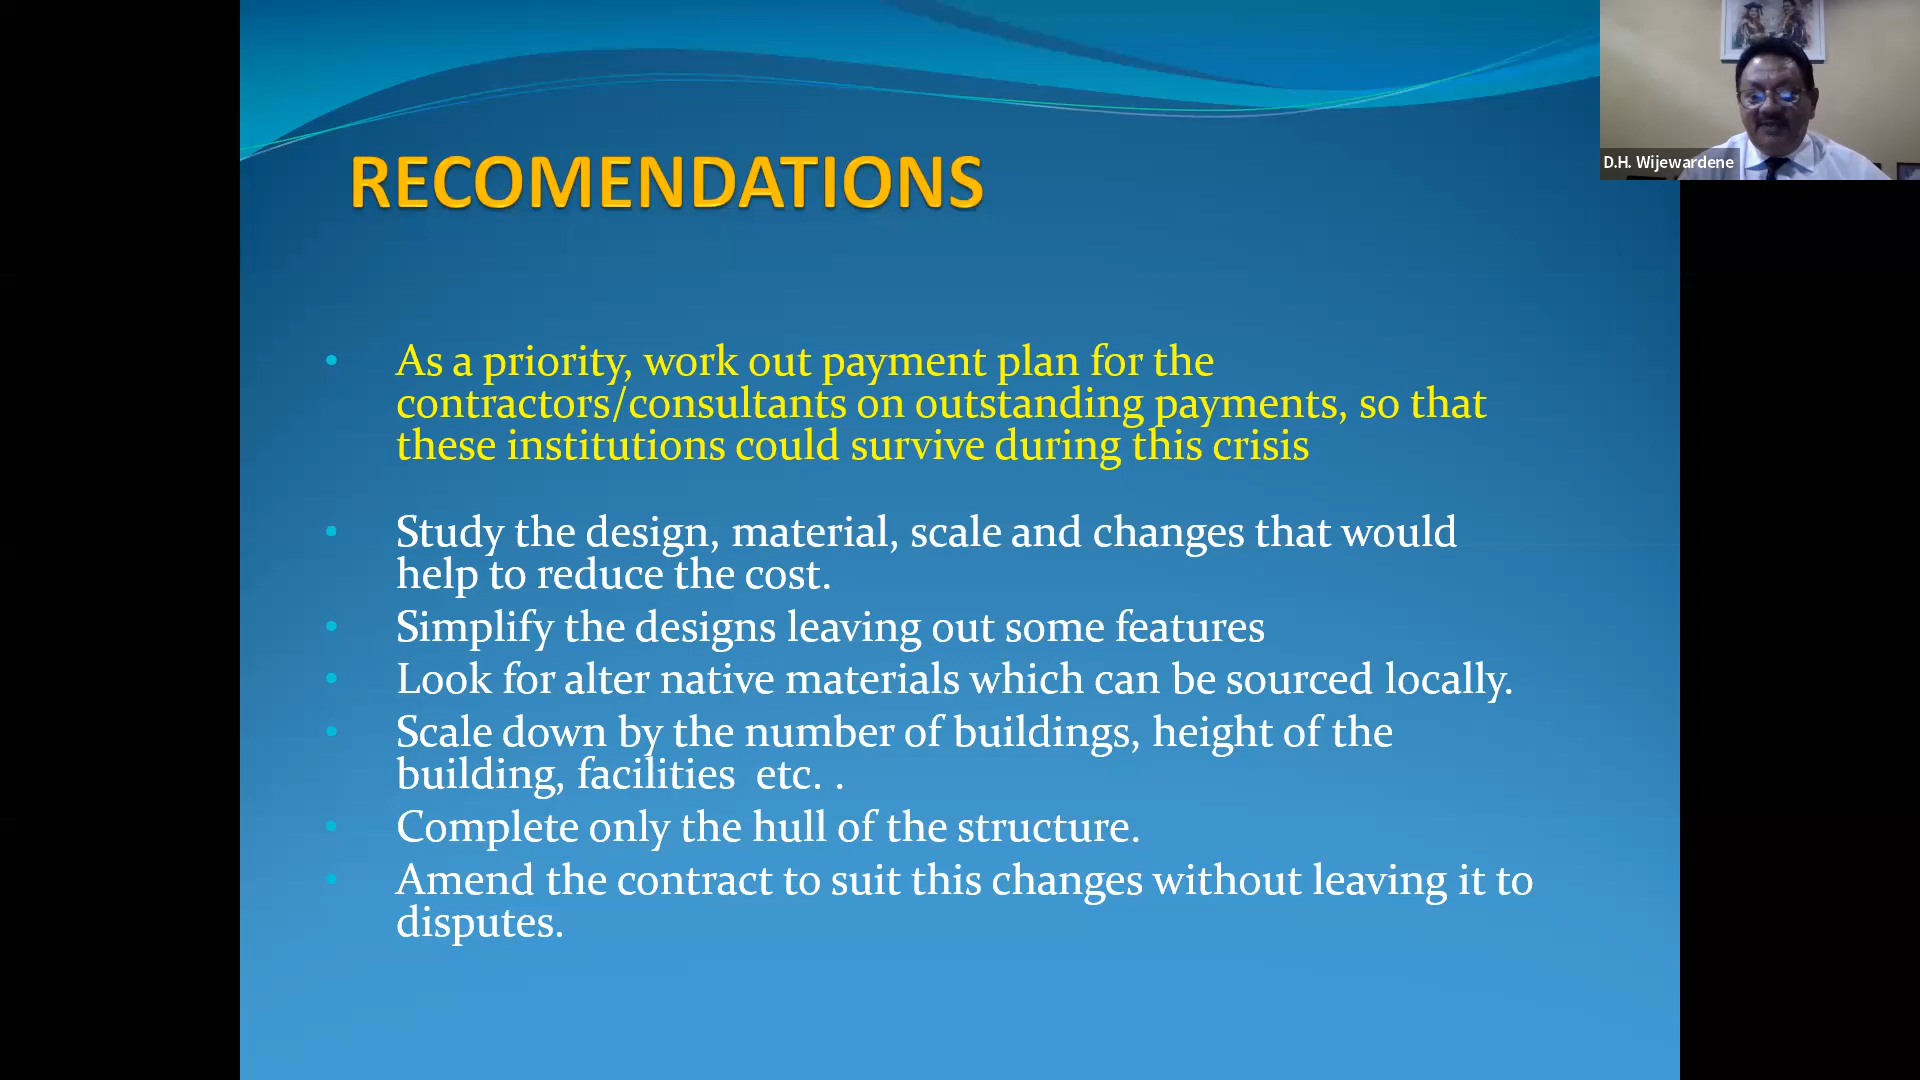 RECOMENDATIONS
D.H. Wijewardene
• As a priority, work out payment plan for the
contractors/consultants on outstanding payments, so that
these institutions could survive during this crisis
• Study the design, material, scale and changes that would
help to reduce the cost.
• Simplify the designs leaving out some features
• Look for alter native materials which can be sourced locally.
• Scale down by the number of buildings, height of the
building, facilities  etc. .
• Complete only the hull of the structure.
• Amend the contract to suit this changes without leaving it to
disputes.